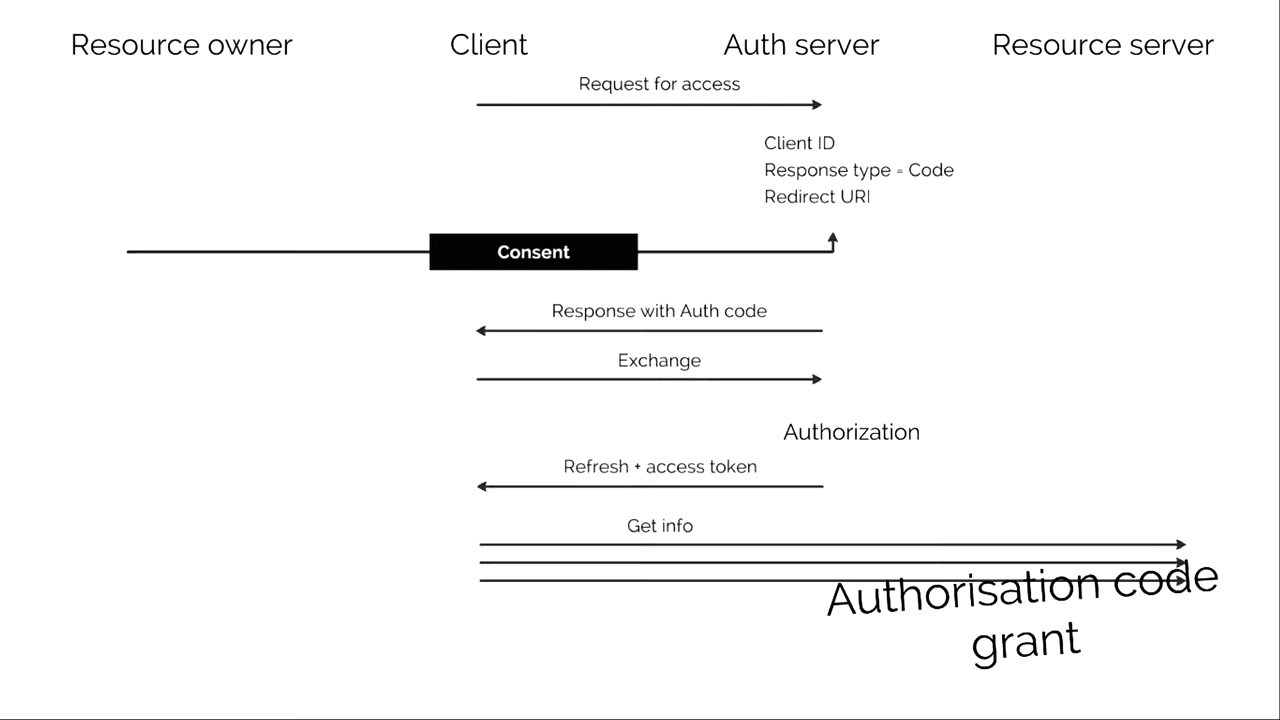 Resource owner
Client
Auth server
Resource server
Request for access
Client ID
Response type = Code
Redirect URI
Consent
Response with Auth code
Exchange
Authorization
Refresh + access token
Get info
Authorisation code
grant